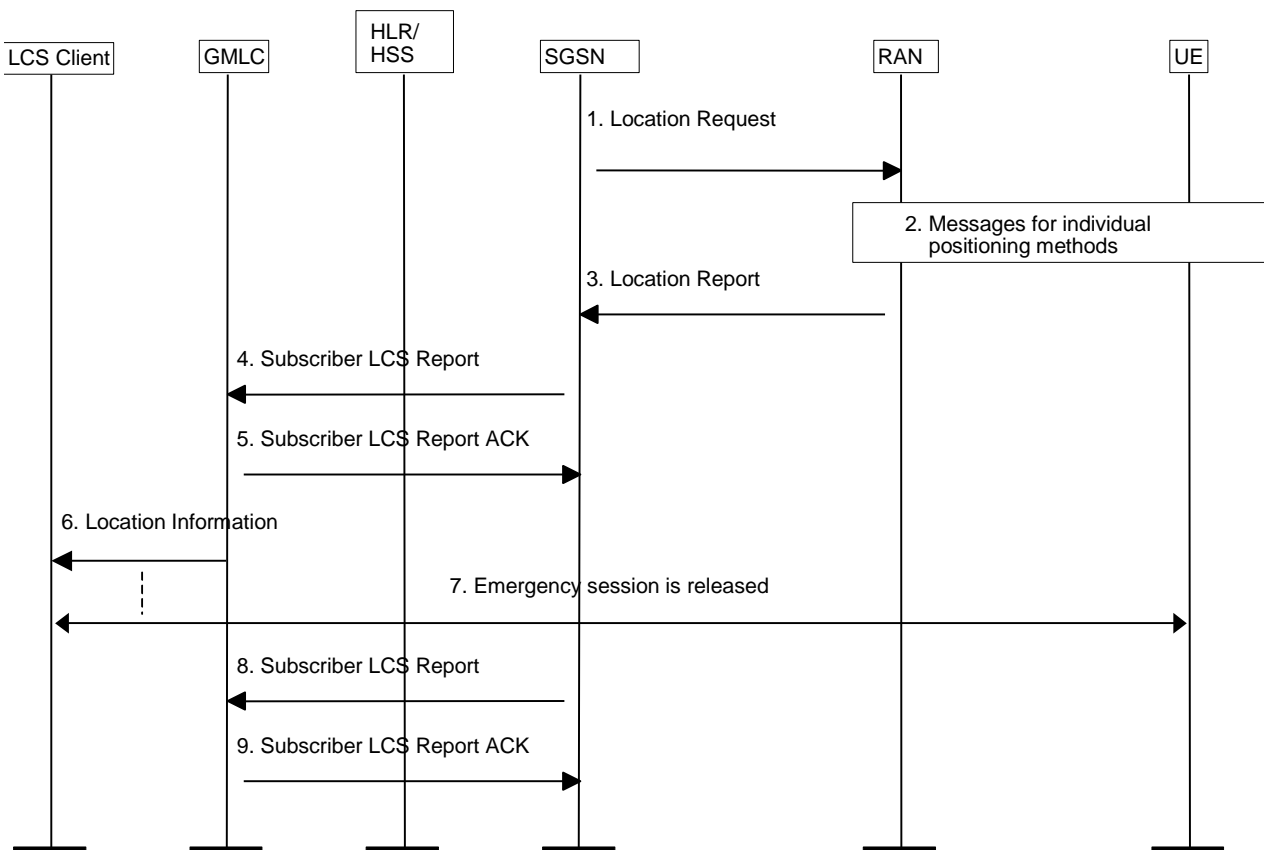 HLR/
HSS
LCS Client
GMLC
SGSN
RAN
UE
1. Location Request
2. Messages for individual
positioning methods
3. Location Report
4. Subscriber LCS Report
5. Subscriber LCS Report ACK
6. Location Information
7. Emergency session is released
8. Subscriber LCS Report
9. Subscriber LCS Report ACK